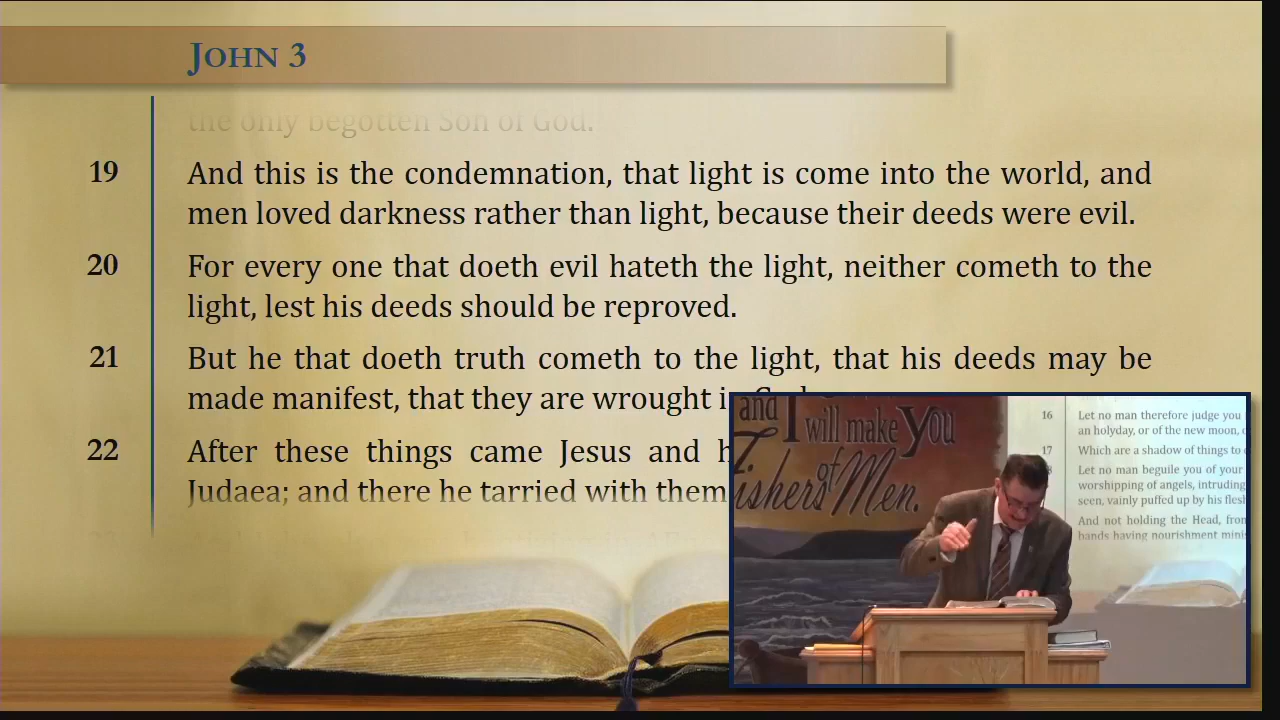 JOHN 3
the only begotten Son of God.
19 And this is the condemnation, that light is come into the world, and
men loved darkness rather than light, because their deeds were evil.
20 For every one that doeth evil hateth the light, neither cometh to the
light, lest his deeds should be reproved.
21 But he that doeth truth cometh to the light, that his deeds may be
made manifest, that they are wrought
22 After these things came Jesus and
Judaea; and there he tarried with them
and I will make you
of
ishers Men.
16 Let no man therefore judge you
an holyday, or of the new moon,
17 Which are a shadow of things to
Let no man beguile you of your
worshipping of angels, intruding
seen, vainly puffed up by his
And not holding the Head,
bands having nourishment